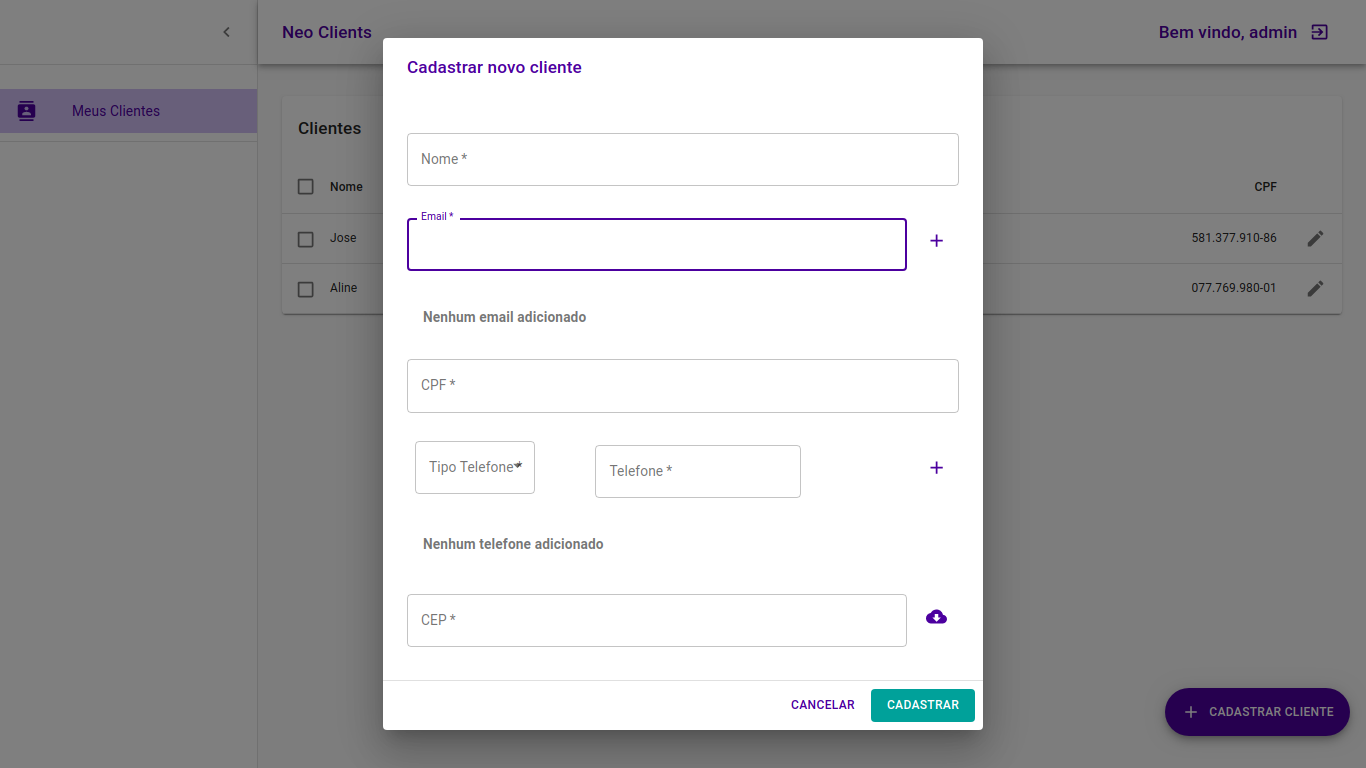 Neo Clients
Bem vindo, admin
Meus Clientes
Clientes
Nome
CPF
Jose
581.377.910-86
Aline
077.769.980-01
Cadastrar novo cliente
Nome *
Email *
Nenhum email adicionado
CPF *
Tipo Telefone *
Telefone *
Nenhum telefone adicionado
CEP *
CANCELAR
CADASTRAR
CADASTRAR CLIENTE